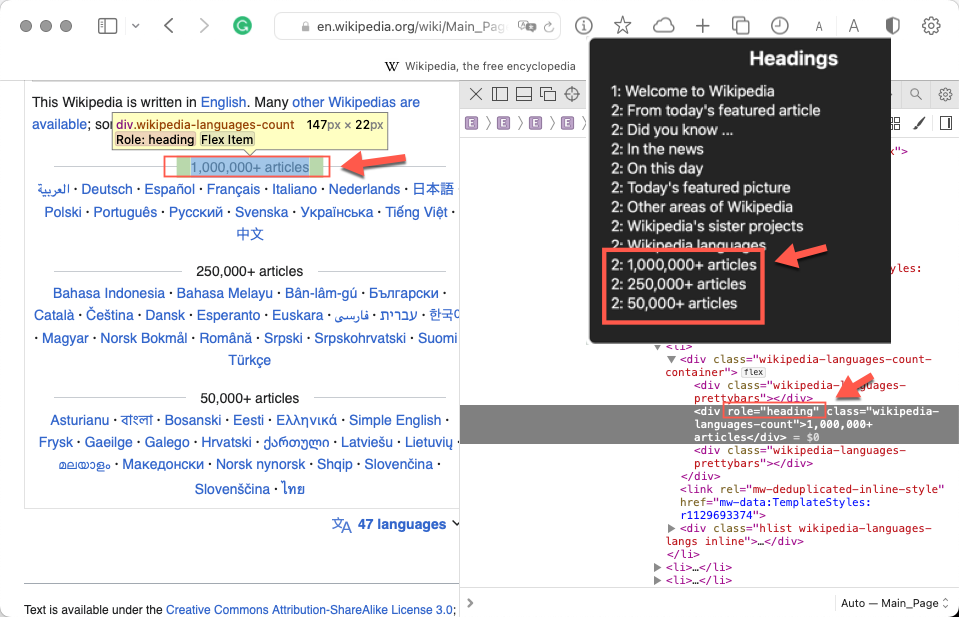 en.wikipedia.org/wiki/Main_Pag
A
A
W Wikipedia, the free encyclopedia
This Wikipedia is written in English. Many other Wikipedias are
available; sor
div.wikipedia-languages-count 147px × 22px
Role: heading Flex Item
1,000,000+ articles
العربية · Deutsch · Español · Français · Italiano · Nederlands · 日本語
Polski · Português · Русский · Svenska · Українська · Tiếng Việt ·
中文
250,000+ articles
Bahasa Indonesia · Bahasa Melayu · Bân-lâm-gú · Български ·
Català · Čeština · Dansk · Esperanto · Euskara · فارسی · עברית · 한국
· Magyar · Norsk Bokmål · Română · Srpski · Srpskohrvatski · Suomi
Türkçe
50,000+ articles
Asturianu · বাংলা · Bosanski · Eesti · Ελληνικά · Simple English ·
Frysk · Gaeilge · Galego · Hrvatski · ქართული · Latviešu · Lietuvių ·
മലയാളം · Македонски · Norsk nynorsk · Shqip · Slovenčina ·
Slovenščina · ไทย
文A 47 languages
Text is available under the Creative Commons Attribution-ShareAlike License 3.0;
Headings
1: Welcome to Wikipedia
2: From today's featured article
2: Did you know ...
2: In the news
2: On this day
2: Today's featured picture
2: Other areas of Wikipedia
2: Wikipedia's sister projects
2: Wikipedia languages
2: 1,000,000+ articles
2: 250,000+ articles
2: 50,000+ articles
E E E E
x">
les:
<li>
<div class="wikipedia-languages-count-
container"> flex
<div class="wikipedia-languages-
prettybars"></div>
<div role="heading" class="wikipedia-
languages-count">1,000,000+
articles</div> = $0
<div class="wikipedia-languages-
prettybars"></div>
</div>
<link rel="mw-deduplicated-inline-style"
href="mw-data:TemplateStyles:
r1129693374">
<div class="hlist wikipedia-languages-
langs inline">…</div>
</li>
<li>…</li>
<li>…</li>
Auto — Main_Page